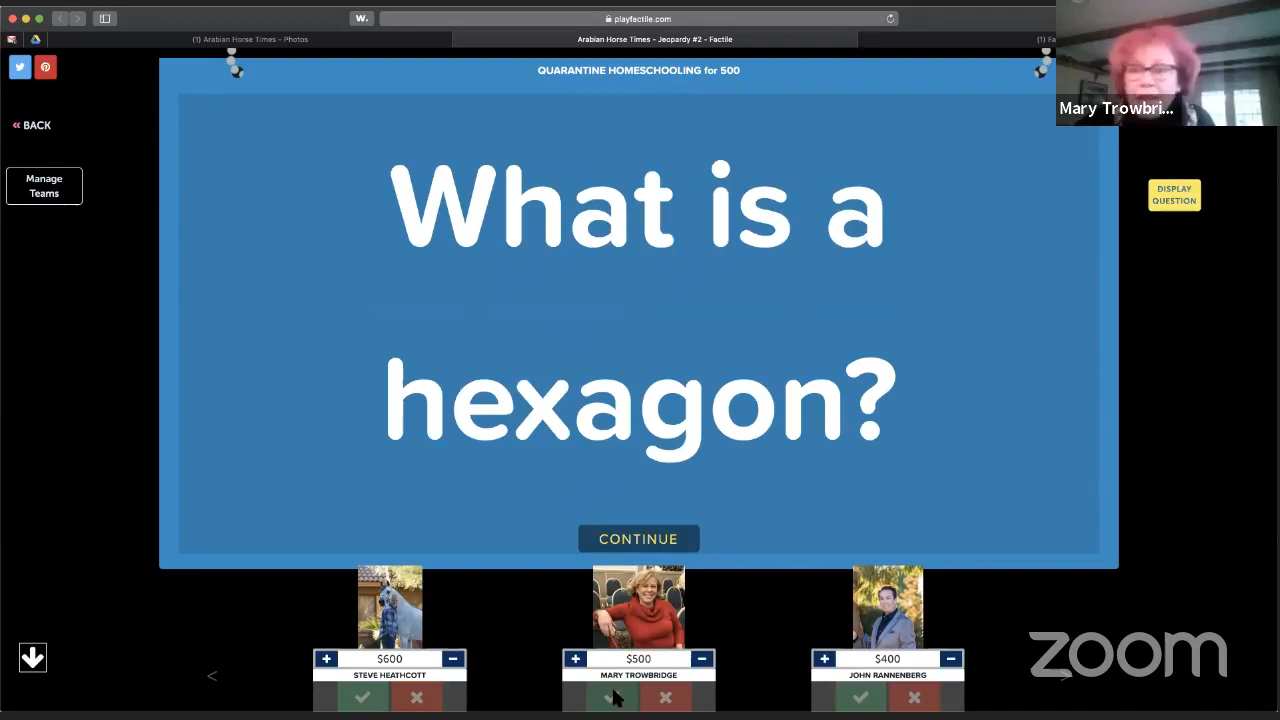 W.
playfactile.com
(1) Arabian Horse Times - Photos
Arabian Horse Times - Jeopardy #2 - Factile
(1) Fa
QUARANTINE HOMESCHOOLING for 500
Mary Trowbri...
« BACK
Manage
Teams
DISPLAY
QUESTION
What is a
hexagon?
CONTINUE
+ $600 −
+ $500 −
+ $400 −
STEVE HEATHCOTT
MARY TROWBRIDGE
JOHN RANNENBERG
zoom